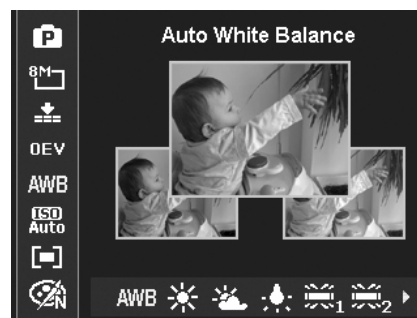 P
Auto White Balance
8M
0EV
AWB
ISO
Auto
N
AWB 1 2